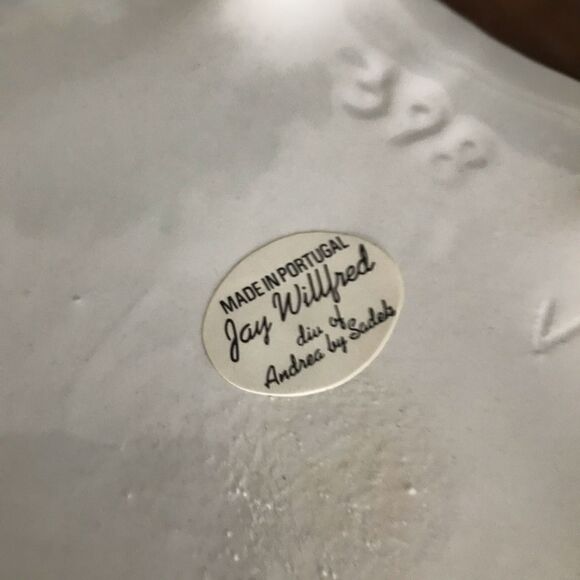 398
MADE IN PORTUGAL
Jay Willfred
div of
Andrea by Sadek